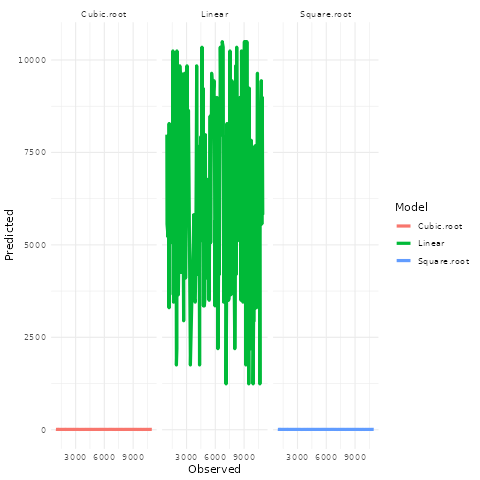 Cubic.root Linear Square.root
10000
7500
5000
2500
0
3000 6000 9000 3000 6000 9000 3000 6000 9000
Observed
Predicted
Model
Cubic.root
Linear
Square.root